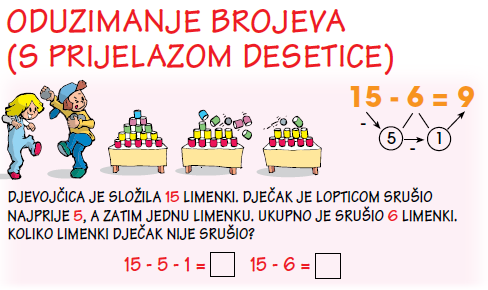 ODUZIMANJE BROJEVA
(S PRIJELAZOM DESETICE)
15 - 6 = 9
- 5 - 1
DJEVOJČICA JE SLOŽILA 15 LIMENKI. DJEČAK JE LOPTICOM SRUŠIO
NAJPRIJE 5, A ZATIM JEDNU LIMENKU. UKUPNO JE SRUŠIO 6 LIMENKI.
KOLIKO LIMENKI DJEČAK NIJE SRUŠIO?
15 - 5 - 1 = 15 - 6 =